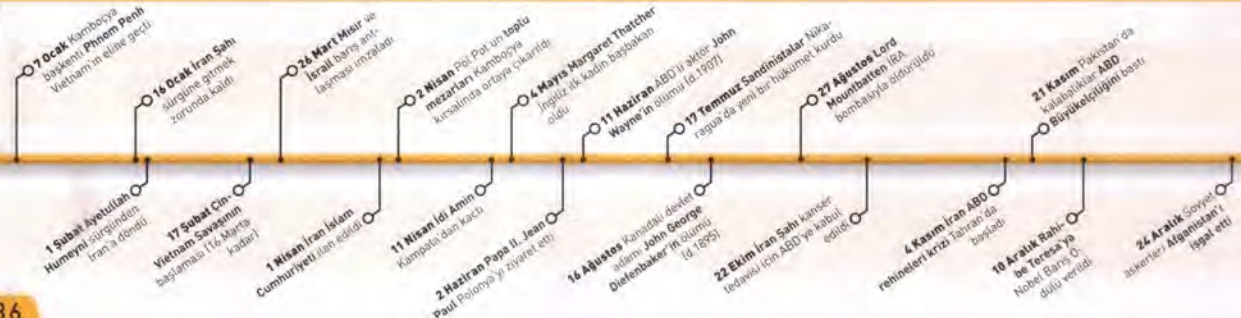 7 Ocak Kamboçya
başkenti Phnom Penh
Vietnam'ın eline geçti
16 Ocak İran Şahı
sürgüne gitmek
zorunda kaldı
26 Mart Mısır ve
İsrail barış ant-
laşması imzaladı
2 Nisan Pol Pot'un toplu
mezarları Kamboçya
kırsalında ortaya çıkarıldı
4 Mayıs Margaret Thatcher
İngiliz ilk kadın başbakan
oldu
11 Haziran ABD'li aktör John
Wayne'in ölümü (d.1907)
17 Temmuz Sandinistalar Nika-
ragua'da yeni bir hükümet kurdu
27 Ağustos Lord
Mountbatten IRA
bombasıyla öldürüldü
21 Kasım Pakistan'da
kalabalıklar ABD
Büyükelçiliğini bastı
1 Şubat Ayetullah
Humeyni sürgünden
İran'a döndü
17 Şubat Çin-
Vietnam Savaşının
başlaması (16 Marta
kadar)
1 Nisan İran İslam
Cumhuriyeti ilan edildi
11 Nisan İdi Amin
Kampala'dan kaçtı
2 Haziran Papa II. Jean
Paul Polonya'yı ziyaret etti
16 Ağustos Kanadalı devlet
adamı John George
Diefenbaker'in ölümü
(d.1895)
22 Ekim İran Şahı kanser
tedavisi için ABD'ye kabul
edildi
4 Kasım İran ABD
rehineleri krizi Tahran'da
başladı
10 Aralık Rahi-
be Teresa'ya
Nobel Barış Ö-
dülü verildi
24 Aralık Sovyet
askerleri Afganistan'ı
işgal etti